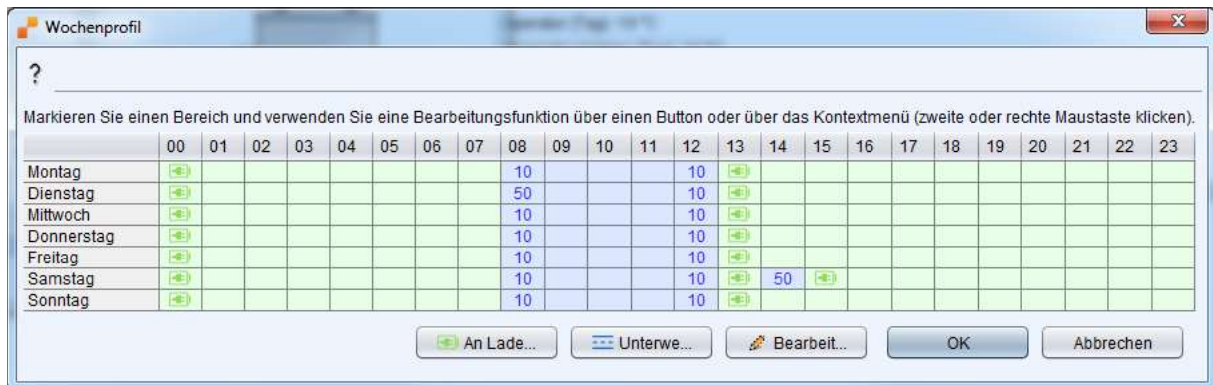 Wochenprofil
?
Markieren Sie einen Bereich und verwenden Sie eine Bearbeitungsfunktion über einen Button oder über das Kontextmenü (zweite oder rechte Maustaste klicken).
00 01 02 03 04 05 06 07 08 09 10 11 12 13 14 15 16 17 18 19 20 21 22 23
Montag 10 10
Dienstag 50 10
Mittwoch 10 10
Donnerstag 10 10
Freitag 10 10
Samstag 10 10 50
Sonntag 10 10
An Lade... Unterwe... Bearbeit... OK Abbrechen